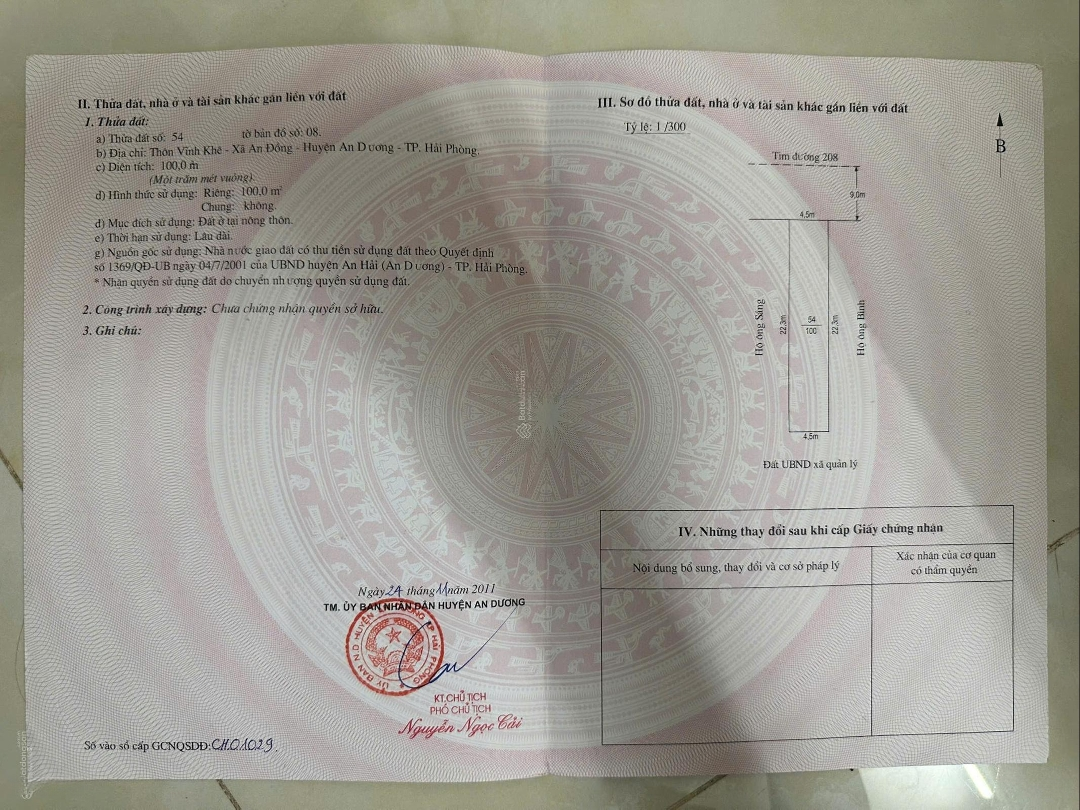 II. Thửa đất, nhà ở và tài sản khác gắn liền với đất
1. Thửa đất:
a) Thửa đất số: 54 tờ bản đồ số: 08.
b) Địa chỉ: Thôn Vĩnh Khê - Xã An Đồng - Huyện An Dương - TP. Hải Phòng.
c) Diện tích: 100,0 m
(Một trăm mét vuông)
d) Hình thức sử dụng: Riêng: 100,0 m²
Chung: không.
đ) Mục đích sử dụng: Đất ở tại nông thôn.
e) Thời hạn sử dụng: Lâu dài.
g) Nguồn gốc sử dụng: Nhà nước giao đất có thu tiền sử dụng đất theo Quyết định
số 1369/QĐ-UB ngày 04/7/2001 của UBND huyện An Hải (An Dương) - TP. Hải Phòng.
* Nhận quyền sử dụng đất do chuyển nhượng quyền sử dụng đất.
2. Công trình xây dựng: Chưa chứng nhận quyền sở hữu.
3. Ghi chú:
Ngày 24 tháng 11 năm 2011
TM. ỦY BAN NHÂN DÂN HUYỆN AN DƯƠNG
ỦY BAN N.D HUYỆN AN DƯƠNG T.P HẢI PHÒNG
KT.CHỦ TỊCH
PHÓ CHỦ TỊCH
Nguyễn Ngọc Cải
Số vào sổ cấp GCNQSDĐ: CH.01029.
III. Sơ đồ thửa đất, nhà ở và tài sản khác gắn liền với đất
Tỷ lệ: 1 /300
B
Tim đường 208
9,0m
4,5m
Hộ ông Sáng
22,3m
54
100
22,3m
Hộ ông Bình
4,5m
Đất UBND xã quản lý
IV. Những thay đổi sau khi cấp Giấy chứng nhận
Nội dung bổ sung, thay đổi và cơ sở pháp lý
Xác nhận của cơ quan
có thẩm quyền
Batdongsan